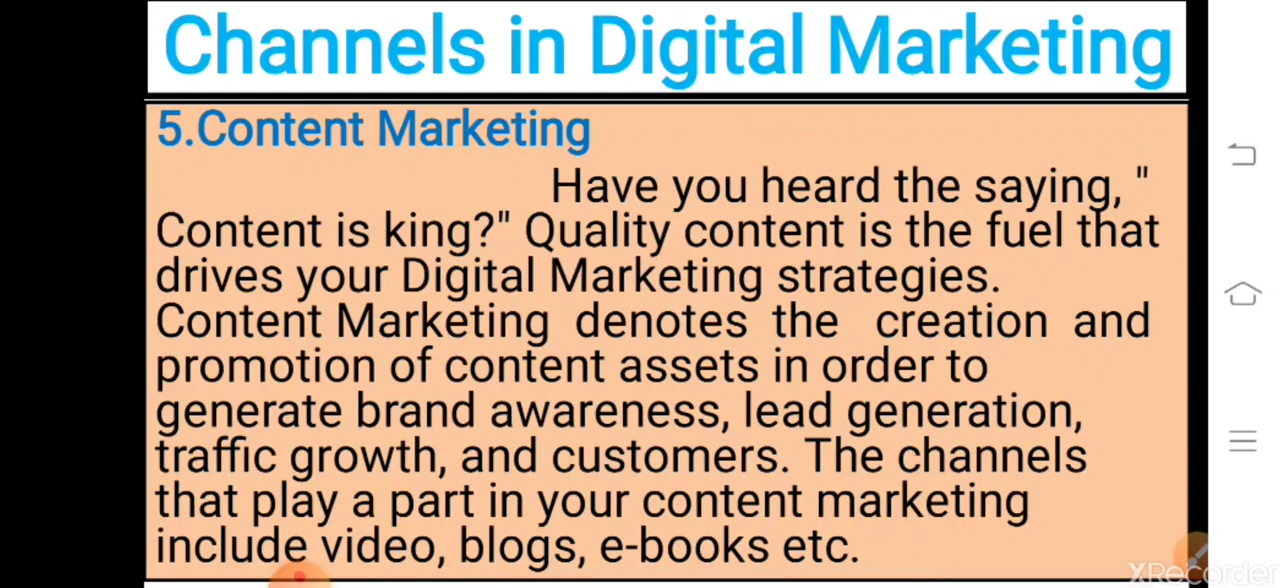 Channels in Digital Marketing
5.Content Marketing
Have you heard the saying, "
Content is king?" Quality content is the fuel that
drives your Digital Marketing strategies.
Content Marketing denotes the creation and
promotion of content assets in order to
generate brand awareness, lead generation,
traffic growth, and customers. The channels
that play a part in your content marketing
include video, blogs, e-books etc.
XRecorder